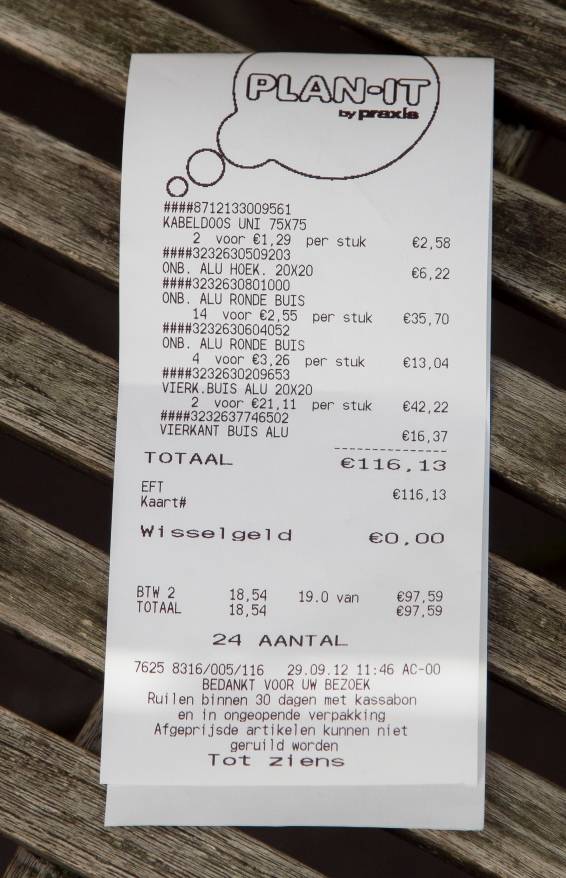 PLAN-IT
by praxis
####8712133009561
KABELDOOS UNI 75X75
2 voor €1,29 per stuk €2,58
####3232630509203
ONB. ALU HOEK. 20X20 €6,22
####3232630801000
ONB. ALU RONDE BUIS
14 voor €2,55 per stuk €35,70
####3232630604052
ONB. ALU RONDE BUIS
4 voor €3,26 per stuk €13,04
####3232630209653
VIERK.BUIS ALU 20X20
2 voor €21,11 per stuk €42,22
####3232637746502
VIERKANT BUIS ALU €16,37
TOTAAL €116,13
EFT €116,13
Kaart#
Wisselgeld €0,00
BTW 2 18,54 19.0 van €97,59
TOTAAL 18,54 €97,59
24 AANTAL
7625 8316/005/116 29.09.12 11:46 AC-00
BEDANKT VOOR UW BEZOEK
Ruilen binnen 30 dagen met kassabon
en in ongeopende verpakking
Afgeprijsde artikelen kunnen niet
geruild worden
Tot ziens